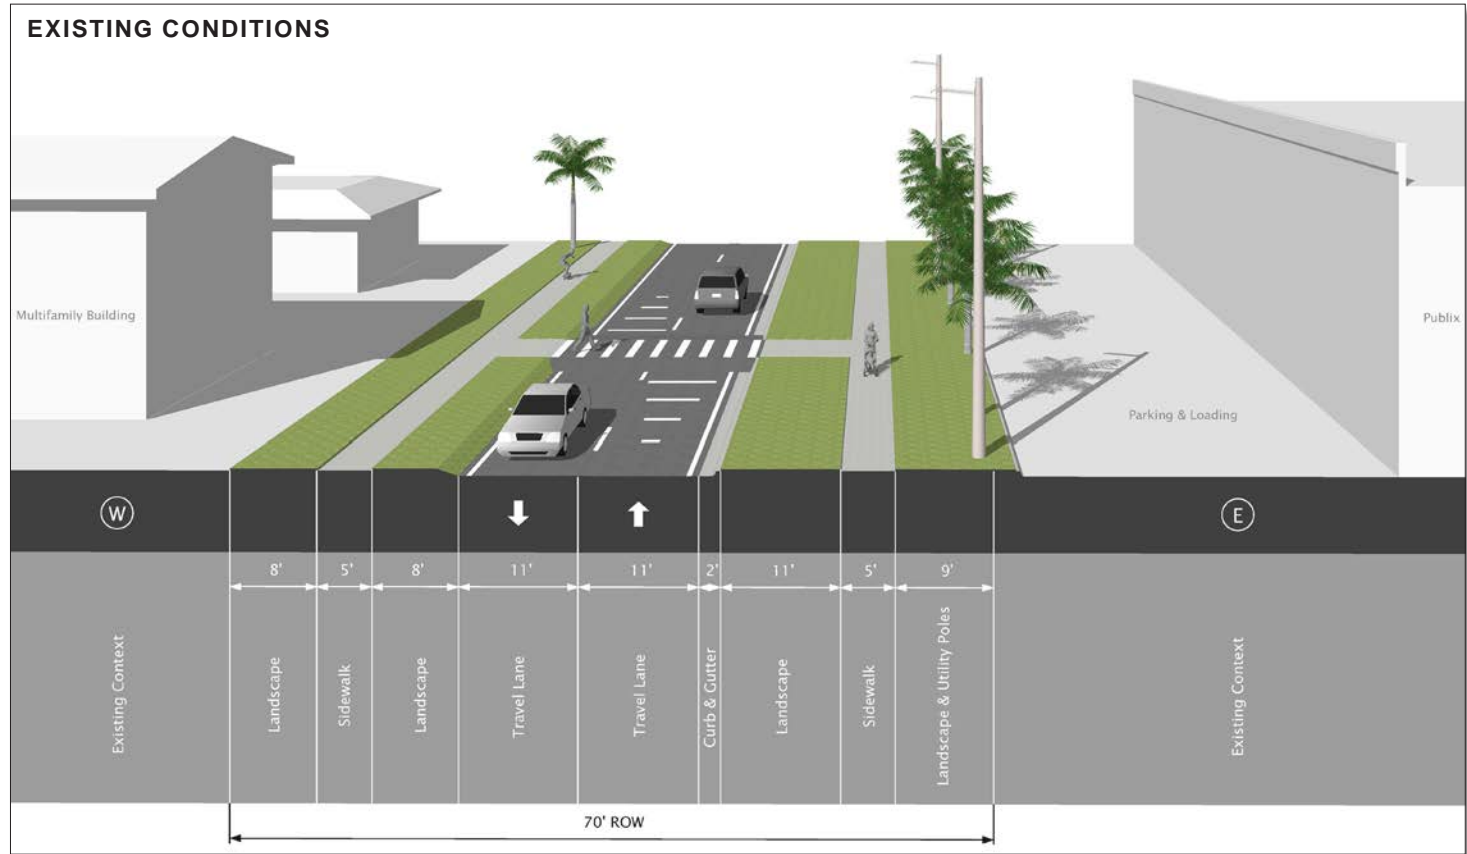 EXISTING CONDITIONS
Multifamily Building
Publix
Parking & Loading
W
E
8' 5' 8' 11' 11' 2' 11' 5' 9'
Existing Context
Landscape
Sidewalk
Landscape
Travel Lane
Travel Lane
Curb & Gutter
Landscape
Sidewalk
Landscape & Utility Poles
Existing Context
70' ROW